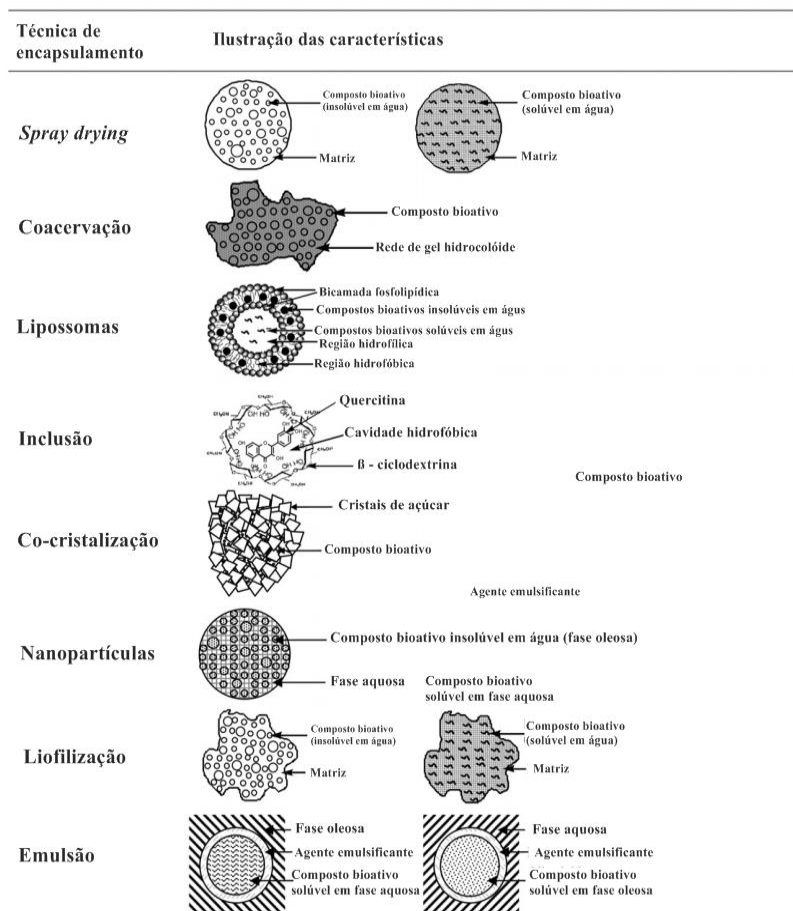 Técnica de
encapsulamento
Ilustração das características
Spray drying
Composto bioativo
(insolúvel em água)
Matriz
Composto bioativo
(solúvel em água)
Matriz
Coacervação
Composto bioativo
Rede de gel hidrocolóide
Lipossomas
Bicamada fosfolipídica
Compostos bioativos insolúveis em águs
Compostos bioativos solúveis em águs
Região hidrofílica
Região hidrofóbica
Inclusão
Quercitina
Cavidade hidrofóbica
ß - ciclodextrina
Composto bioativo
Co-cristalização
Cristais de açúcar
Composto bioativo
Agente emulsificante
Nanopartículas
Composto bioativo insolúvel em água (fase oleosa)
Fase aquosa
Composto bioativo
solúvel em fase aquosa
Liofilização
Composto bioativo
(insolúvel em água)
Matriz
Composto bioativo
(solúvel em água)
Matriz
Emulsão
Fase oleosa
Agente emulsificante
Composto bioativo
solúvel em fase aquosa
Fase aquosa
Agente emulsificante
Composto bioativo
solúvel em fase oleosa